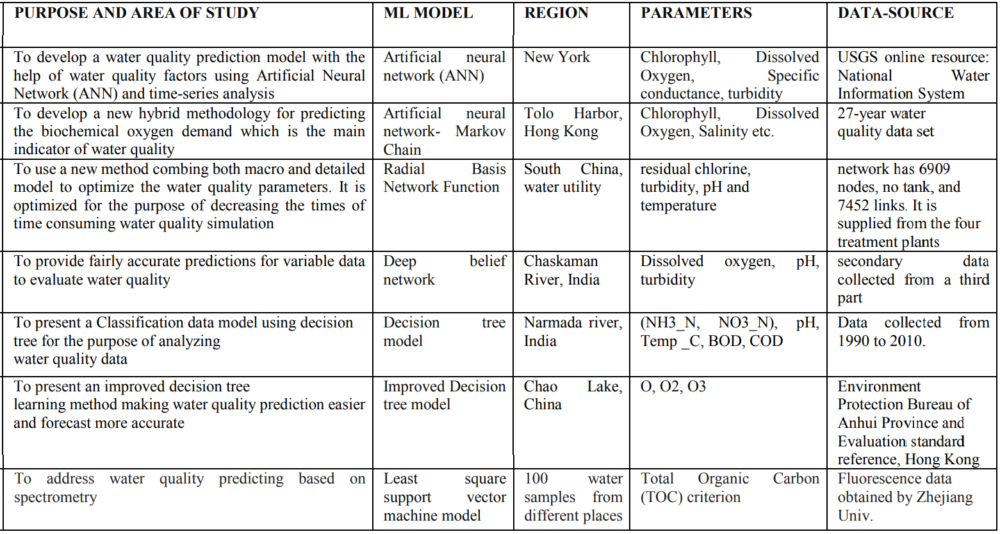 PURPOSE AND AREA OF STUDY
ML MODEL
REGION
PARAMETERS
DATA-SOURCE
To develop a water quality prediction model with the
help of water quality factors using Artificial Neural
Network (ANN) and time-series analysis
Artificial neural
network (ANN)
New York
Chlorophyll, Dissolved
Oxygen, Specific
conductance, turbidity
USGS online resource:
National Water
Information System
To develop a new hybrid methodology for predicting
the biochemical oxygen demand which is the main
indicator of water quality
Artificial neural
network- Markov
Chain
Tolo Harbor,
Hong Kong
Chlorophyll, Dissolved
Oxygen, Salinity etc.
27-year water
quality data set
To use a new method combing both macro and detailed
model to optimize the water quality parameters. It is
optimized for the purpose of decreasing the times of
time consuming water quality simulation
Radial Basis
Network Function
South China,
water utility
residual chlorine,
turbidity, pH and
temperature
network has 6909
nodes, no tank, and
7452 links. It is
supplied from the four
treatment plants
To provide fairly accurate predictions for variable data
to evaluate water quality
Deep belief
network
Chaskaman
River, India
Dissolved oxygen, pH,
turbidity
secondary data
collected from a third
part
To present a Classification data model using decision
tree for the purpose of analyzing
water quality data
Decision tree
model
Narmada river,
India
(NH3_N, NO3_N), pH,
Temp _C, BOD, COD
Data collected from
1990 to 2010.
To present an improved decision tree
learning method making water quality prediction easier
and forecast more accurate
Improved Decision
tree model
Chao Lake,
China
O, O2, O3
Environment
Protection Bureau of
Anhui Province and
Evaluation standard
reference, Hong Kong
To address water quality predicting based on
spectrometry
Least square
support vector
machine model
100 water
samples from
different places
Total Organic Carbon
(TOC) criterion
Fluorescence data
obtained by Zhejiang
Univ.